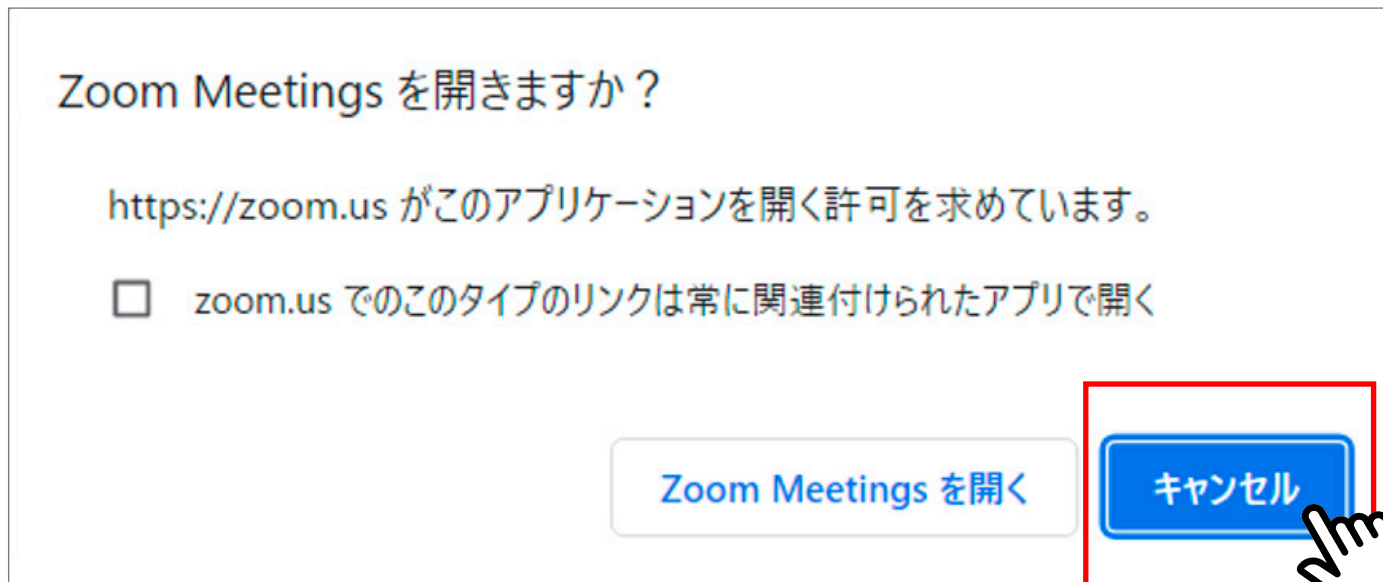 Zoom Meetings を開きますか？
https://zoom.us がこのアプリケーションを開く許可を求めています。
zoom.us でのこのタイプのリンクは常に関連付けられたアプリで開く
Zoom Meetings を開く
キャンセル